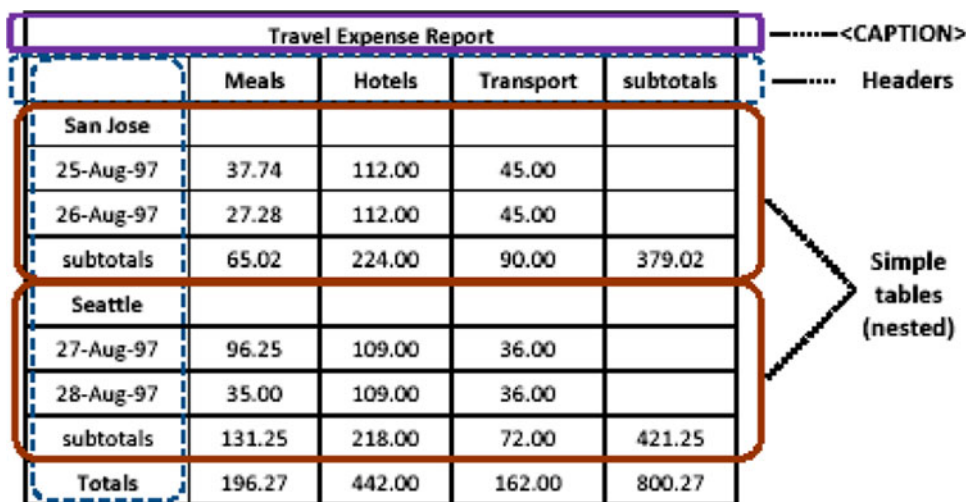 Travel Expense Report <CAPTION>
Meals Hotels Transport subtotals Headers
San Jose
25-Aug-97 37.74 112.00 45.00
26-Aug-97 27.28 112.00 45.00
subtotals 65.02 224.00 90.00 379.02
Seattle
27-Aug-97 96.25 109.00 36.00
28-Aug-97 35.00 109.00 36.00
subtotals 131.25 218.00 72.00 421.25
Totals 196.27 442.00 162.00 800.27
Simple
tables
(nested)